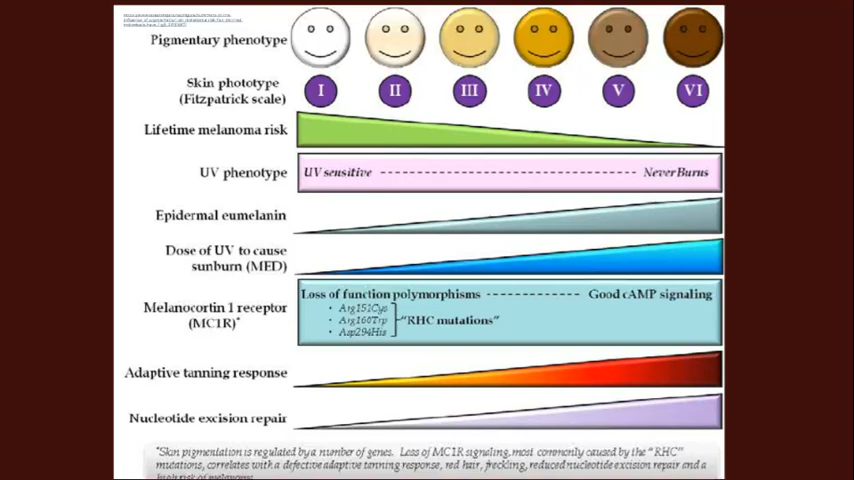 Pigmentary phenotype
Skin phototype
(Fitzpatrick scale)
I II III IV V VI
Lifetime melanoma risk
UV phenotype
UV sensitive Never Burns
Epidermal eumelanin
Dose of UV to cause
sunburn (MED)
Melanocortin 1 receptor
(MC1R)*
Loss of function polymorphisms Good cAMP signaling
• Arg151Cys
• Arg160Trp "RHC mutations"
• Asp294His
Adaptive tanning response
Nucleotide excision repair
*Skin pigmentation is regulated by a number of genes. Loss of MC1R signaling, most commonly caused by the "RHC"
mutations, correlates with a defective adaptive tanning response, red hair, freckling, reduced nucleotide excision repair and a